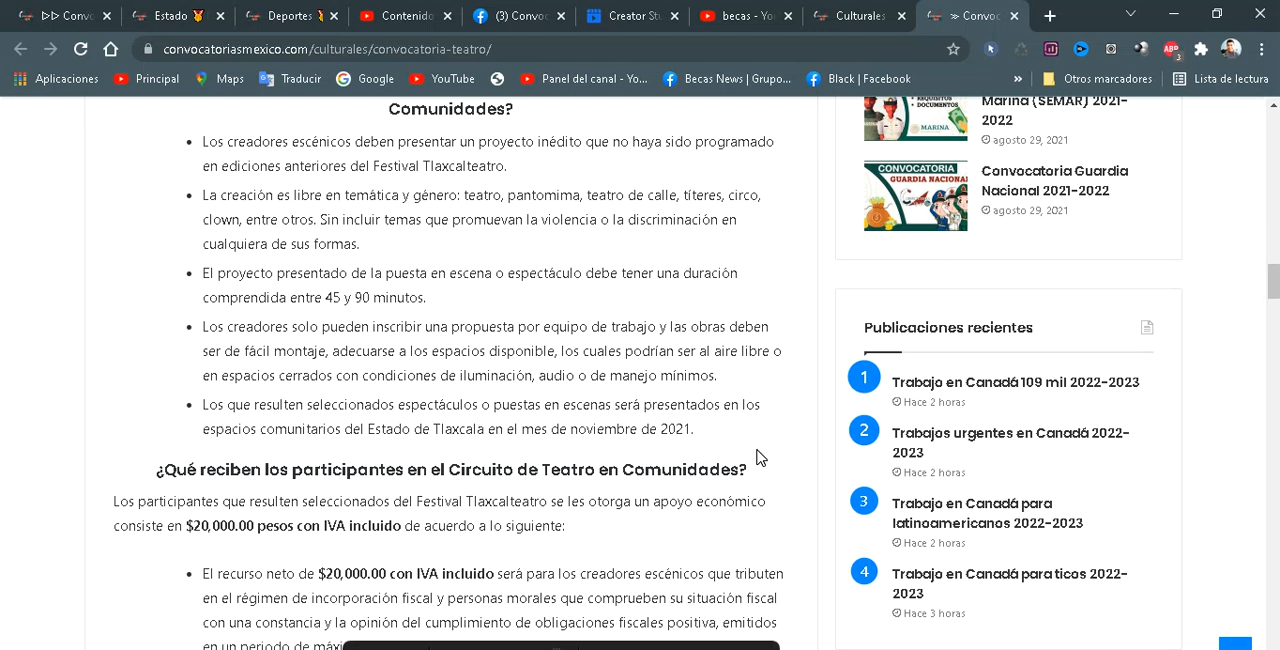 ▷▷ Convo
Estado
Deportes
Contenido
(3) Convoc
Creator Stu
becas - Yo
Culturales
≫ Convoc
convocatoriasmexico.com/culturales/convocatoria-teatro/
ABP
3
Aplicaciones
Principal
Maps
Traducir
Google
YouTube
Panel del canal - Yo...
Becas News | Grupo...
Black | Facebook
»
Otros marcadores
Lista de lectura
Comunidades?
• Los creadores escénicos deben presentar un proyecto inédito que no haya sido programado
en ediciones anteriores del Festival Tlaxcalteatro.
• La creación es libre en temática y género: teatro, pantomima, teatro de calle, títeres, circo,
clown entre otros. Sin incluir temas que promuevan la violencia o la discriminación en
cualquiera de sus formas.
• El proyecto presentado de la puesta en escena o espectáculo debe tener una duración
comprendida entre 45 y 90 minutos.
• Los creadores solo pueden inscribir una propuesta por equipo de trabajo y las obras deben
ser de fácil montaje, adecuarse a los espacios disponible, los cuales podrían ser al aire libre o
en espacios cerrados con condiciones de iluminación, audio o de manejo mínimos.
• Los que resulten seleccionados espectáculos o puestas en escenas será presentados en los
espacios comunitarios del Estado de Tlaxcala en el mes de noviembre de 2021.
¿Qué reciben los participantes en el Circuito de Teatro en Comunidades?
Los participantes que resulten seleccionados del Festival Tlaxcalteatro se les otorga un apoyo económico
consiste en $20,000.00 pesos con IVA incluido de acuerdo a lo siguiente:
• El recurso neto de $20,000.00 con IVA incluido será para los creadores escénicos que tributen
en el régimen de incorporación fiscal y personas morales que comprueben su situación fiscal
con una constancia y la opinión del cumplimiento de obligaciones fiscales positiva, emitidos
en un periodo de máxi
REQUISITOS
DOCUMENTOS
MARINA
Marina (SEMAR) 2021-
2022
agosto 29, 2021
CONVOCATORIA
GUARDIA NACIONAL
Convocatoria Guardia
Nacional 2021-2022
agosto 29, 2021
Publicaciones recientes
1
Trabajo en Canadá 109 mil 2022-2023
Hace 2 horas
2
Trabajos urgentes en Canadá 2022-
2023
Hace 2 horas
3
Trabajo en Canadá para
latinoamericanos 2022-2023
Hace 2 horas
4
Trabajo en Canadá para ticos 2022-
2023
Hace 3 horas